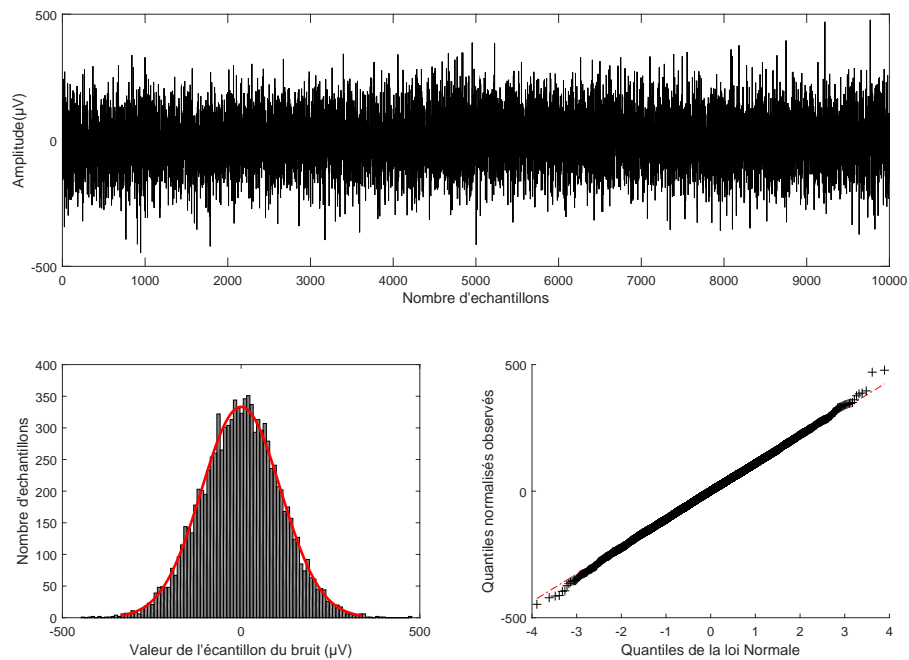 500
0
-500
Amplitude(µV)
0 1000 2000 3000 4000 5000 6000 7000 8000 9000 10000
Nombre d'echantillons
400
350
300
250
200
150
100
50
0
Nombre d'echantillons
-500 0 500
Valeur de l'écantillon du bruit (µV)
500
0
-500
Quantiles normalisés observés
-4 -3 -2 -1 0 1 2 3 4
Quantiles de la loi Normale